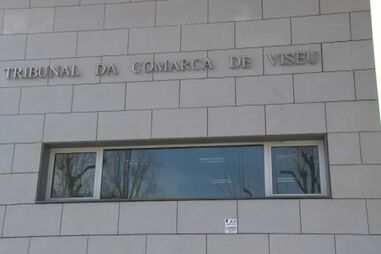 TRIBUNAL DA COMARCA DE VISEU